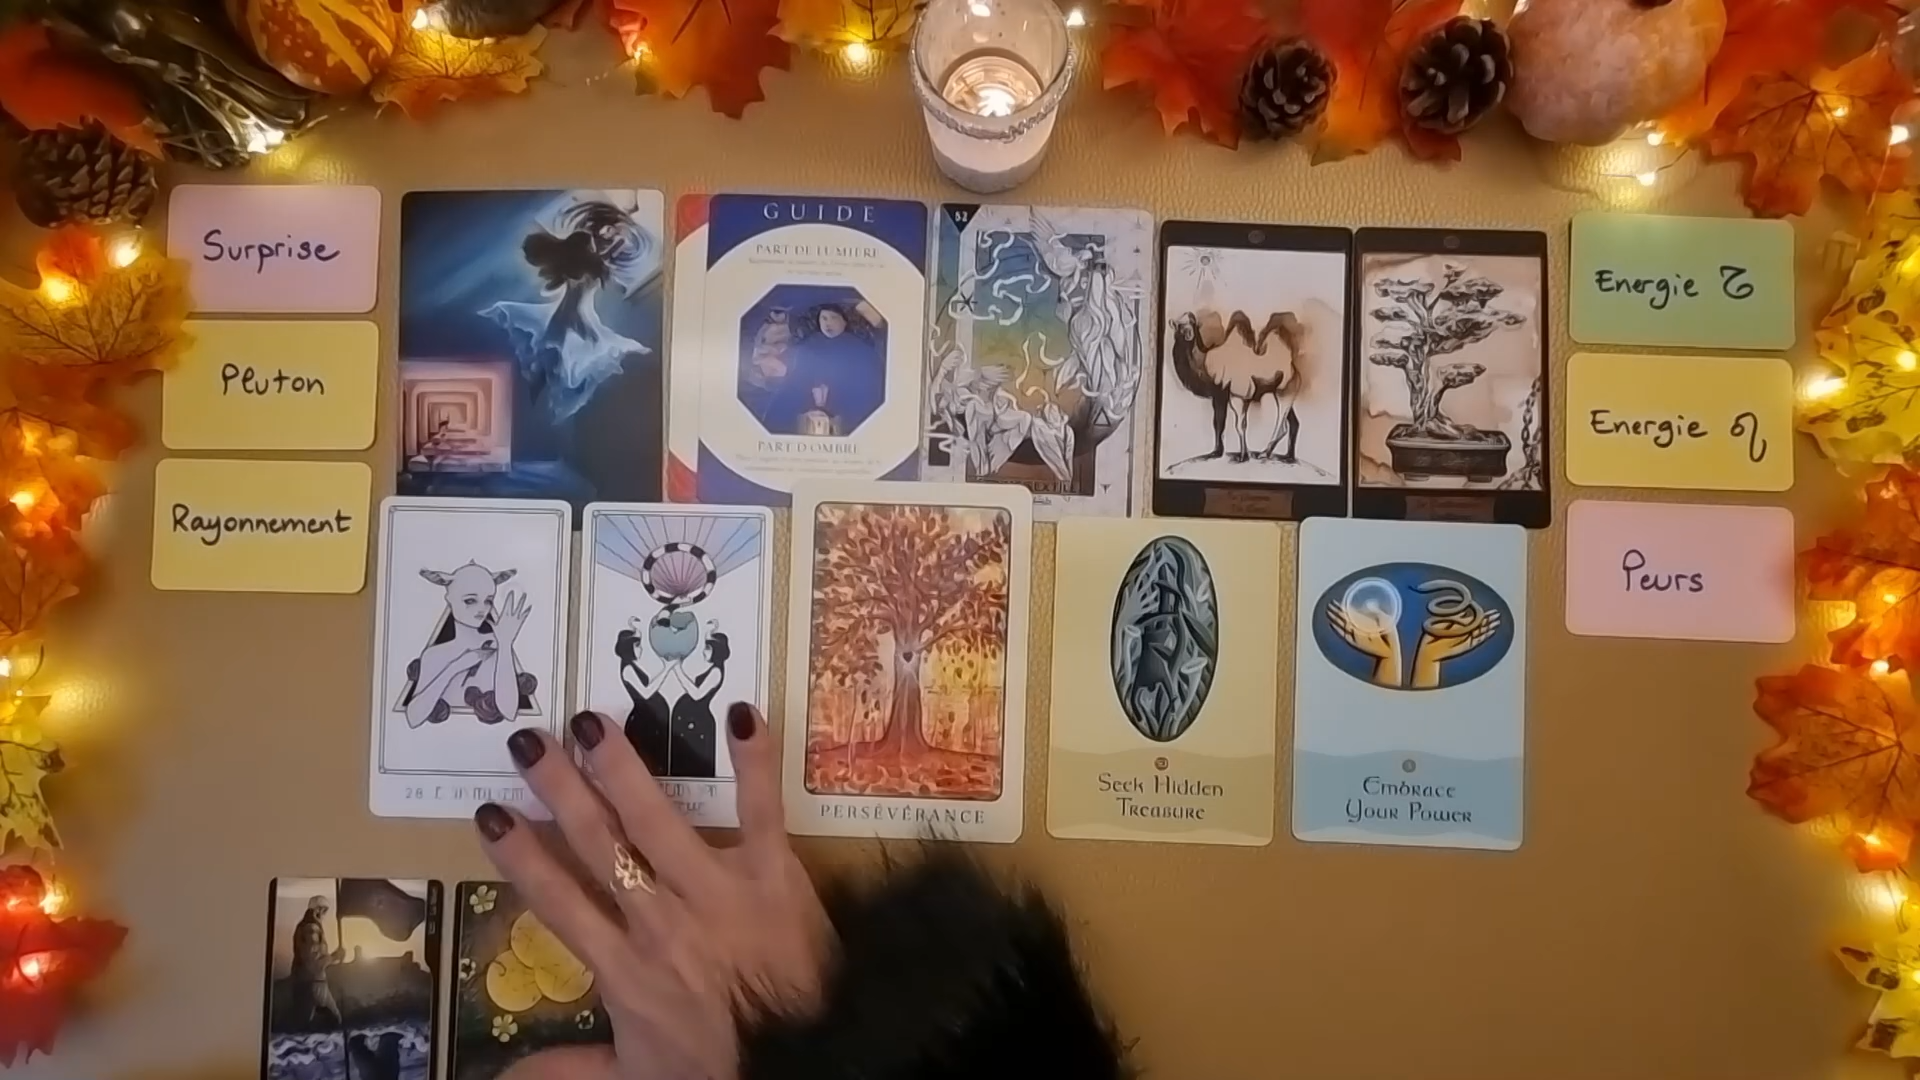 Surprise
Pluton
Rayonnement
GUIDE
PART DE LUMIÈRE
PART D'OMBRE
52
Energie ♑
Energie ♌
Peurs
28
PERSÉVÉRANCE
Seek Hidden
Treasure
Embrace
Your Power